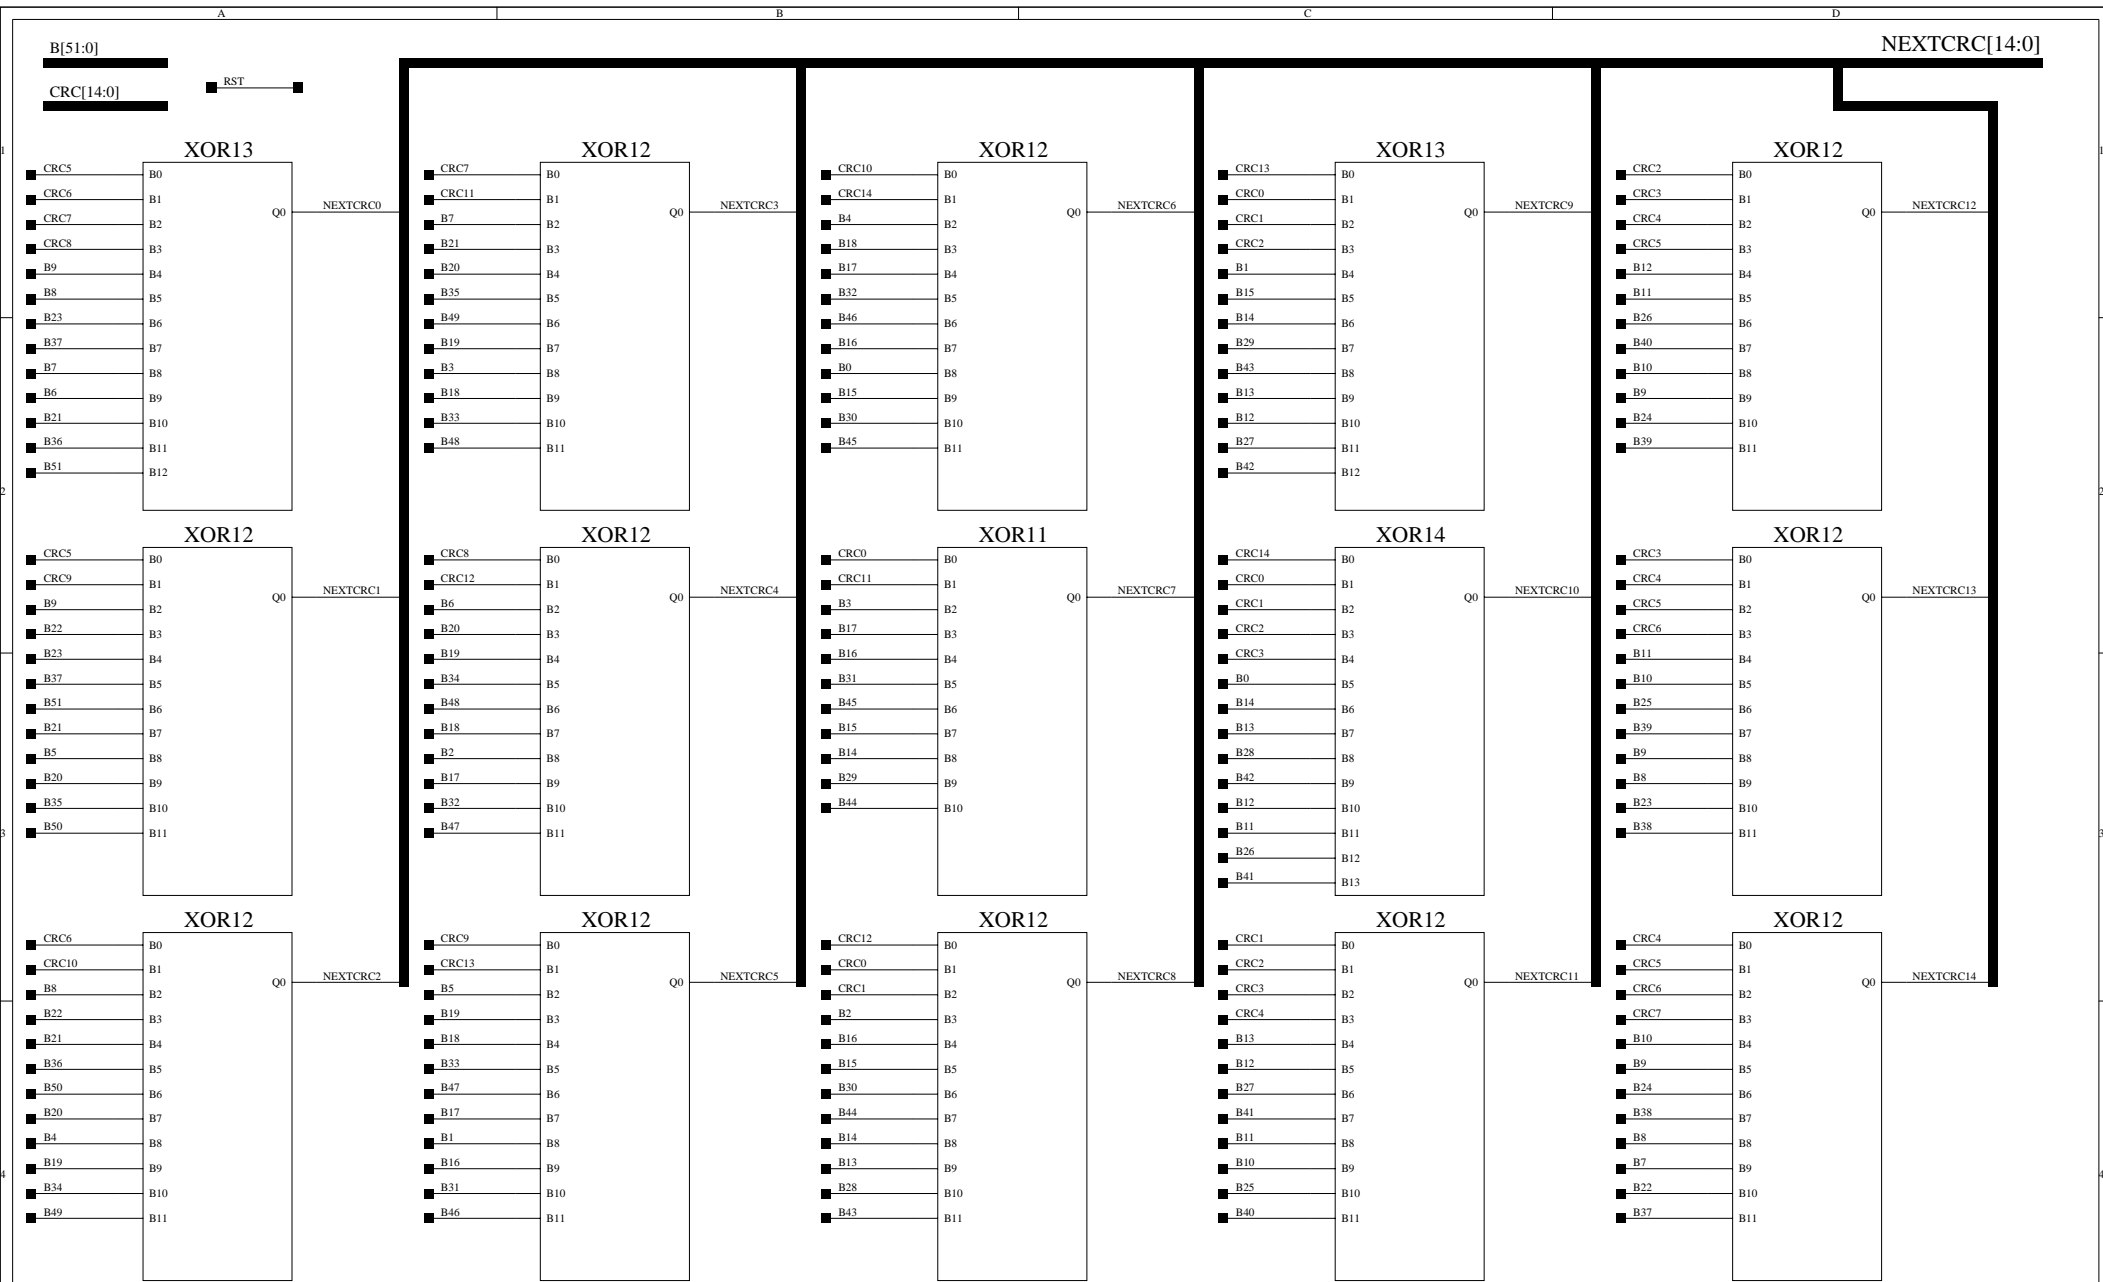 A B C D
B[51:0]
NEXTCRC[14:0]
RST
CRC[14:0]
1 1
XOR13
CRC5 B0
CRC6 B1
Q0 NEXTCRC0
CRC7 B2
CRC8 B3
B9 B4
B8 B5
B23 B6
B37 B7
B7 B8
B6 B9
B21 B10
B36 B11
B51 B12
XOR12
CRC7 B0
CRC11 B1
Q0 NEXTCRC3
B7 B2
B21 B3
B20 B4
B35 B5
B49 B6
B19 B7
B3 B8
B18 B9
B33 B10
B48 B11
XOR12
CRC10 B0
CRC14 B1
Q0 NEXTCRC6
B4 B2
B18 B3
B17 B4
B32 B5
B46 B6
B16 B7
B0 B8
B15 B9
B30 B10
B45 B11
XOR13
CRC13 B0
CRC0 B1
Q0 NEXTCRC9
CRC1 B2
CRC2 B3
B1 B4
B15 B5
B14 B6
B29 B7
B43 B8
B13 B9
B12 B10
B27 B11
B42 B12
XOR12
CRC2 B0
CRC3 B1
Q0 NEXTCRC12
CRC4 B2
CRC5 B3
B12 B4
B11 B5
B26 B6
B40 B7
B10 B8
B9 B9
B24 B10
B39 B11
2 2
XOR12
CRC5 B0
CRC9 B1
Q0 NEXTCRC1
B9 B2
B22 B3
B23 B4
B37 B5
B51 B6
B21 B7
B5 B8
B20 B9
B35 B10
B50 B11
XOR12
CRC8 B0
CRC12 B1
Q0 NEXTCRC4
B6 B2
B20 B3
B19 B4
B34 B5
B48 B6
B18 B7
B2 B8
B17 B9
B32 B10
B47 B11
XOR11
CRC0 B0
CRC11 B1
Q0 NEXTCRC7
B3 B2
B17 B3
B16 B4
B31 B5
B45 B6
B15 B7
B14 B8
B29 B9
B44 B10
XOR14
CRC14 B0
CRC0 B1
Q0 NEXTCRC10
CRC1 B2
CRC2 B3
CRC3 B4
B0 B5
B14 B6
B13 B7
B28 B8
B42 B9
B12 B10
B11 B11
B26 B12
B41 B13
XOR12
CRC3 B0
CRC4 B1
Q0 NEXTCRC13
CRC5 B2
CRC6 B3
B11 B4
B10 B5
B25 B6
B39 B7
B9 B8
B8 B9
B23 B10
B38 B11
3 3
XOR12
CRC6 B0
CRC10 B1
Q0 NEXTCRC2
B8 B2
B22 B3
B21 B4
B36 B5
B50 B6
B20 B7
B4 B8
B19 B9
B34 B10
B49 B11
XOR12
CRC9 B0
CRC13 B1
Q0 NEXTCRC5
B5 B2
B19 B3
B18 B4
B33 B5
B47 B6
B17 B7
B1 B8
B16 B9
B31 B10
B46 B11
XOR12
CRC12 B0
CRC0 B1
Q0 NEXTCRC8
CRC1 B2
B2 B3
B16 B4
B15 B5
B30 B6
B44 B7
B14 B8
B13 B9
B28 B10
B43 B11
XOR12
CRC1 B0
CRC2 B1
Q0 NEXTCRC11
CRC3 B2
CRC4 B3
B13 B4
B12 B5
B27 B6
B41 B7
B11 B8
B10 B9
B25 B10
B40 B11
XOR12
CRC4 B0
CRC5 B1
Q0 NEXTCRC14
CRC6 B2
CRC7 B3
B10 B4
B9 B5
B24 B6
B38 B7
B8 B8
B7 B9
B22 B10
B37 B11
4 4